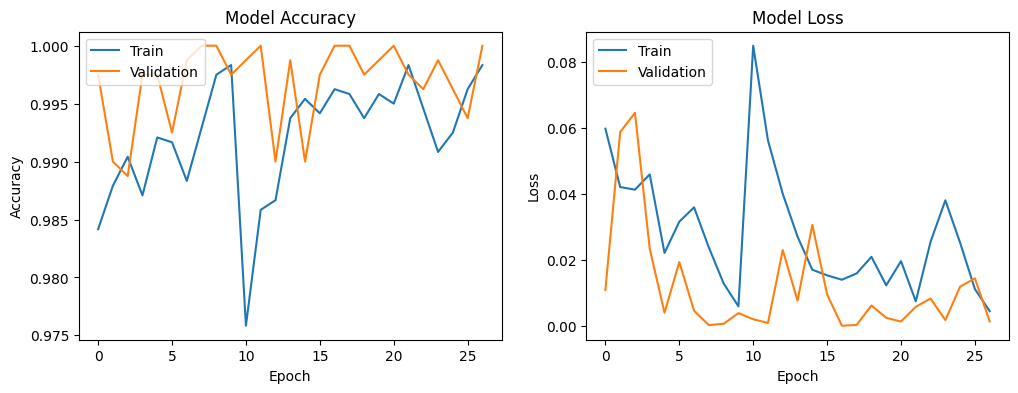 Model Accuracy
Train
Validation
1.000
0.995
0.990
0.985
0.980
0.975
Accuracy
0
5
10
15
20
25
Epoch
Model Loss
Train
Validation
0.08
0.06
0.04
0.02
0.00
Loss
0
5
10
15
20
25
Epoch